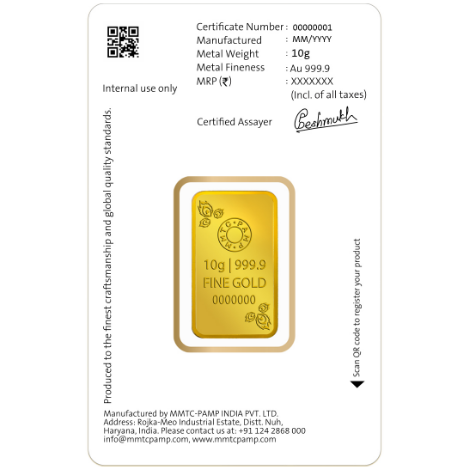 Certificate Number : 00000001
Manufactured : MM/YYYY
Metal Weight : 10g
Metal Fineness : Au 999.9
MRP (₹) : XXXXXXX
(Incl. of all taxes)
Internal use only
Certified Assayer
Deshmukh
Produced to the finest craftsmanship and global quality standards.
MMTC-PAMP
10g | 999.9
FINE GOLD
0000000
Scan QR code to register your product
Manufactured by MMTC-PAMP INDIA PVT. LTD.
Address: Rojka-Meo Industrial Estate, Distt. Nuh,
Haryana, India. Please contact us at: +91 124 2868 000
info@mmtcpamp.com, www.mmtcpamp.com